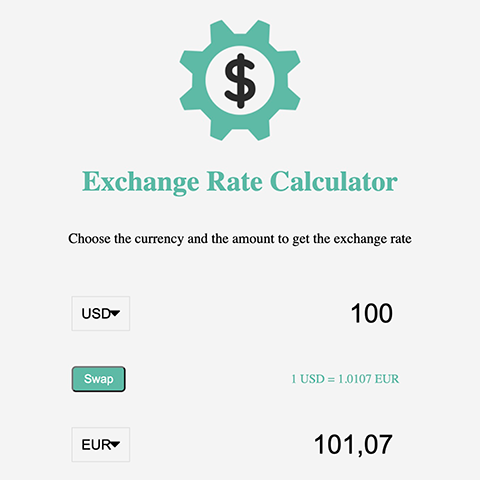 $
Exchange Rate Calculator
Choose the currency and the amount to get the exchange rate
USD 100
Swap 1 USD = 1.0107 EUR
EUR 101,07